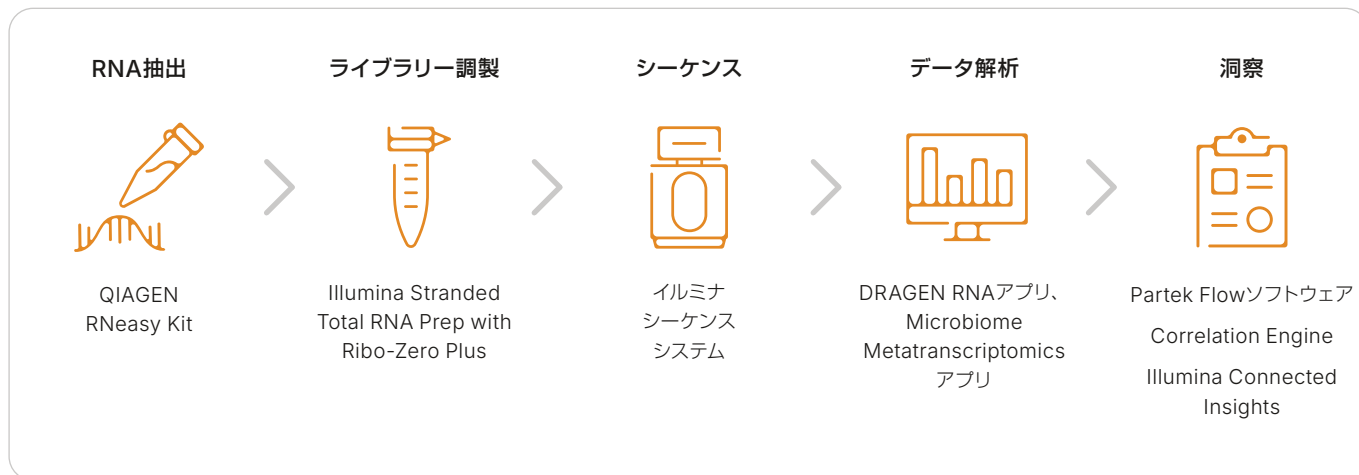 RNA抽出
ライブラリー調製
シーケンス
データ解析
洞察
QIAGEN
RNeasy Kit
Illumina Stranded
Total RNA Prep with
Ribo-Zero Plus
イルミナ
シーケンス
システム
DRAGEN RNAアプリ、
Microbiome
Metatranscriptomics
アプリ
Partek Flowソフトウェア
Correlation Engine
Illumina Connected
Insights